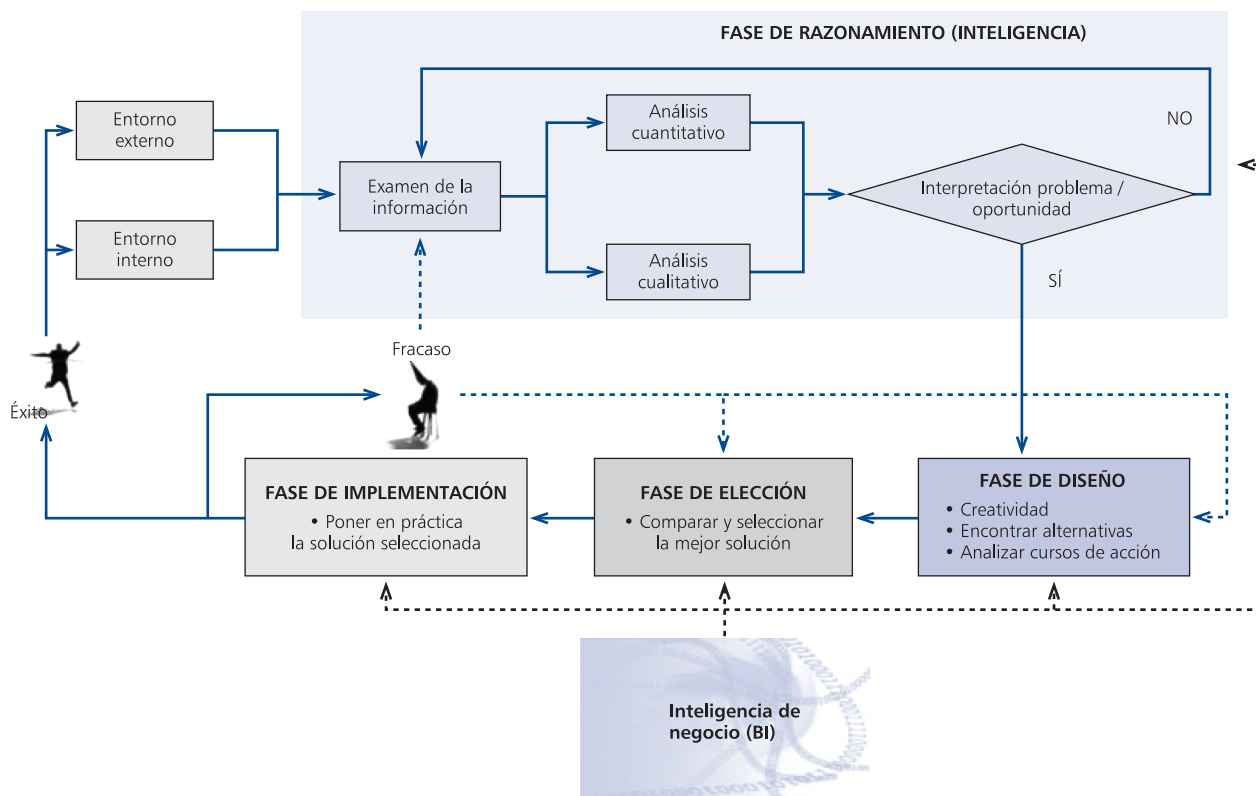 FASE DE RAZONAMIENTO (INTELIGENCIA)
Entorno
externo
Entorno
interno
Examen de la
información
Análisis
cuantitativo
Análisis
cualitativo
Interpretación problema /
oportunidad
NO
SÍ
Éxito
Fracaso
FASE DE IMPLEMENTACIÓN
• Poner en práctica
la solución seleccionada
FASE DE ELECCIÓN
• Comparar y seleccionar
la mejor solución
FASE DE DISEÑO
• Creatividad
• Encontrar alternativas
• Analizar cursos de acción
Inteligencia de
negocio (BI)